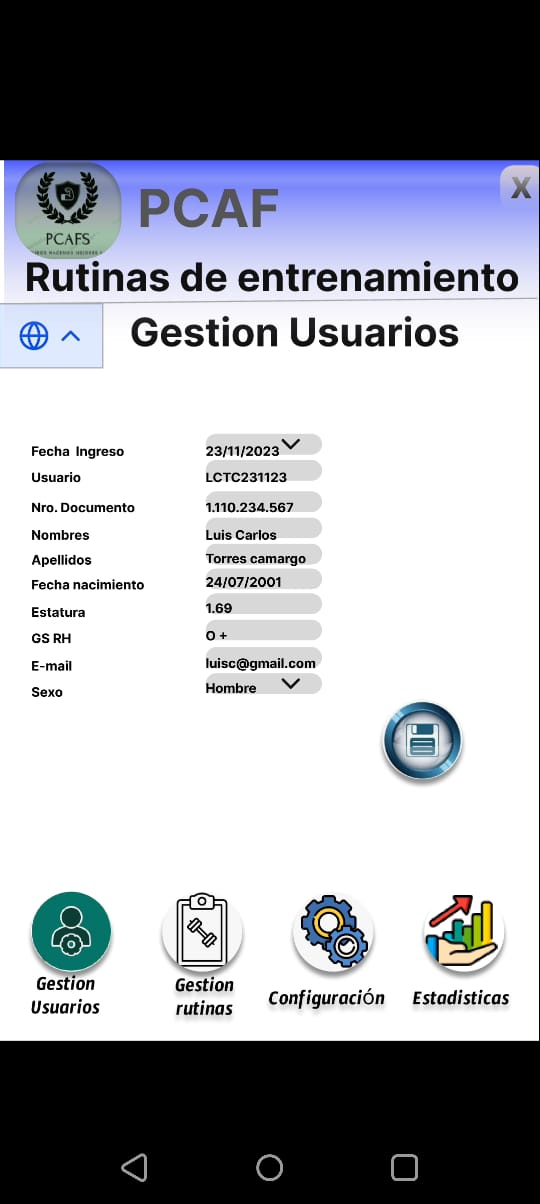 X
PCAF
PCAFS
Rutinas de entrenamiento
Gestion Usuarios
Fecha Ingreso 23/11/2023
Usuario LCTC231123
Nro. Documento 1.110.234.567
Nombres Luis Carlos
Apellidos Torres camargo
Fecha nacimiento 24/07/2001
Estatura 1.69
GS RH O +
E-mail luisc@gmail.com
Sexo Hombre
Gestion Usuarios
Gestion rutinas
Configuración
Estadisticas